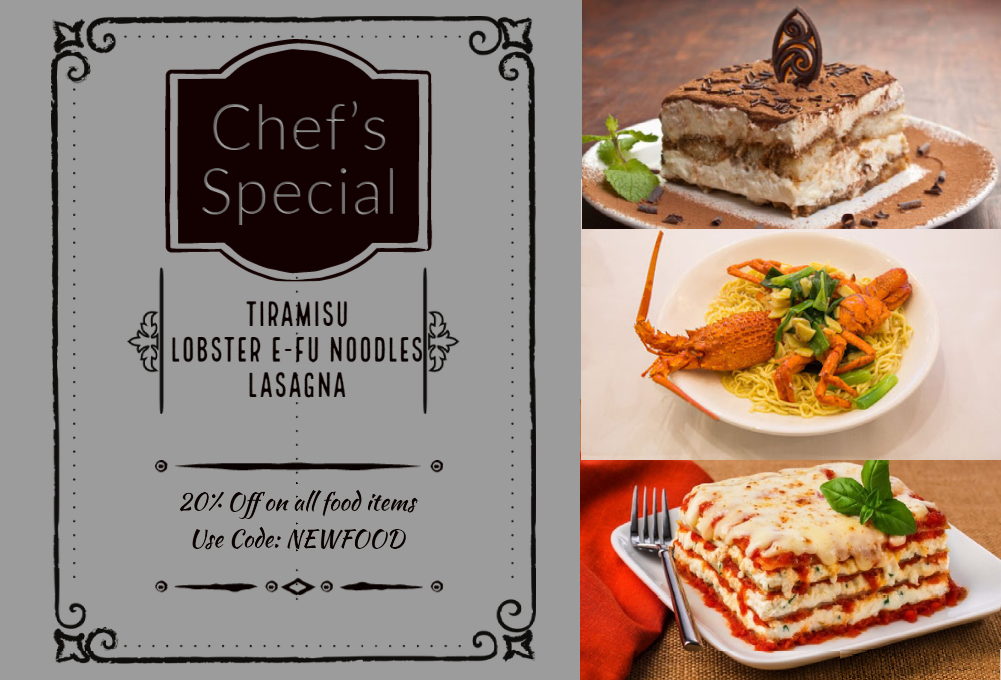 Chef's
Special
TIRAMISU
LOBSTER E-FU NOODLES
LASAGNA
20% Off on all food items
Use Code: NEWFOOD